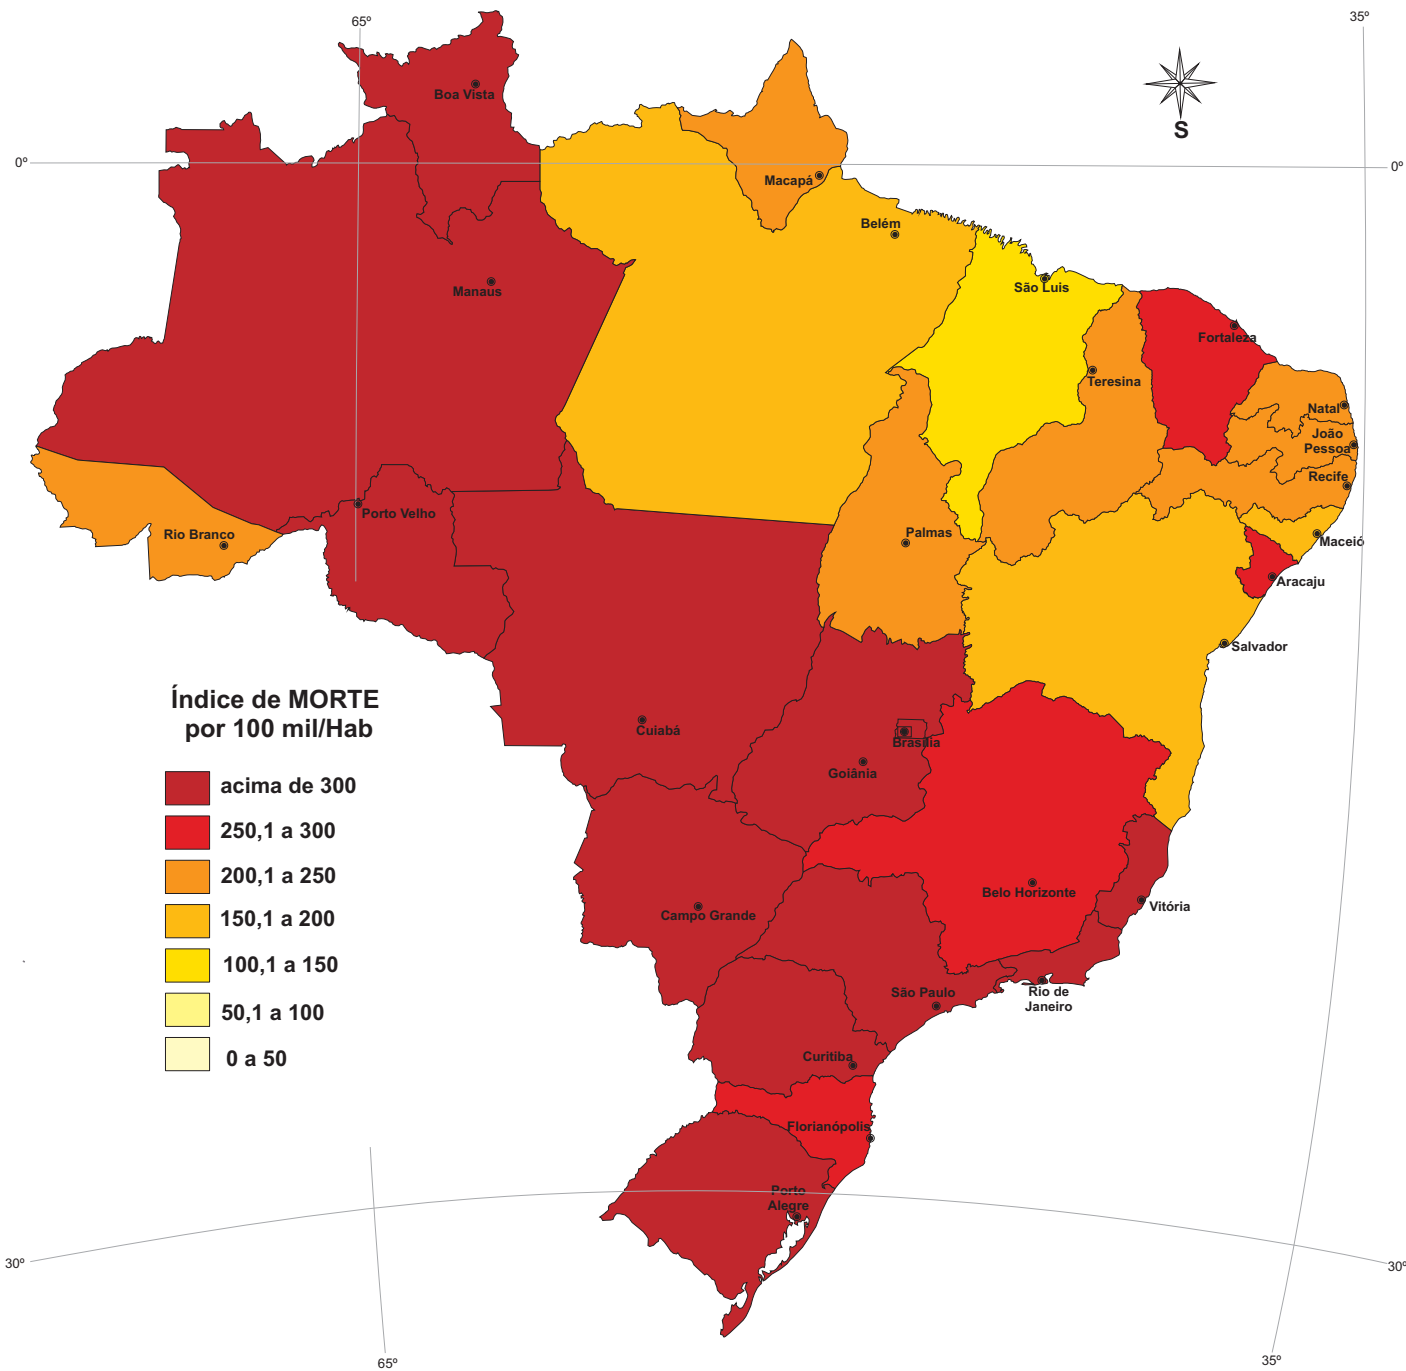 65º
35º
Boa Vista
S
0º
0º
Macapá
Belém
Manaus
São Luis
Fortaleza
Teresina
Natal
João
Pessoa
Recife
Porto Velho
Rio Branco
Palmas
Maceió
Aracaju
Salvador
Índice de MORTE
por 100 mil/Hab
Cuiabá
Brasília
Goiânia
acima de 300
250,1 a 300
200,1 a 250
150,1 a 200
100,1 a 150
50,1 a 100
0 a 50
Belo Horizonte
Campo Grande
Vitória
São Paulo
Rio de
Janeiro
Curitiba
Florianópolis
Porto
Alegre
30º
30º
65º
35º